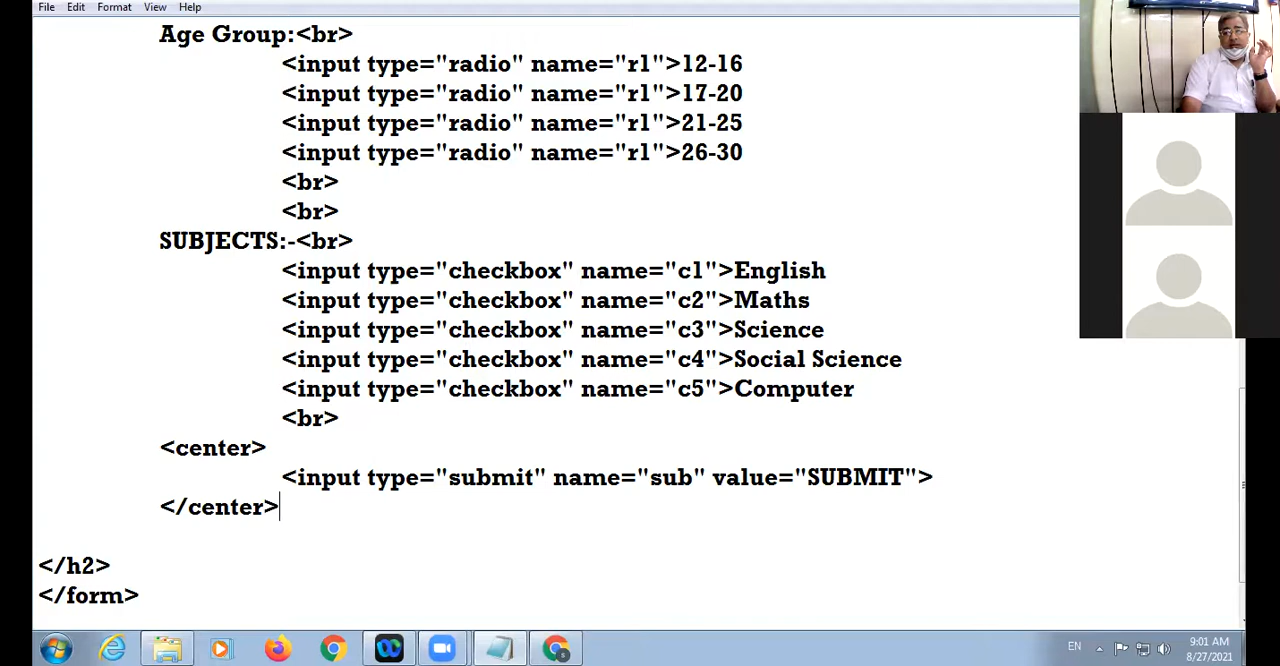 File Edit Format View Help
Age Group:<br>
<input type="radio" name="r1">12-16
<input type="radio" name="r1">17-20
<input type="radio" name="r1">21-25
<input type="radio" name="r1">26-30
<br>
<br>
SUBJECTS:-<br>
<input type="checkbox" name="c1">English
<input type="checkbox" name="c2">Maths
<input type="checkbox" name="c3">Science
<input type="checkbox" name="c4">Social Science
<input type="checkbox" name="c5">Computer
<br>
<center>
<input type="submit" name="sub" value="SUBMIT">
</center>
</h2>
</form>
EN
9:01 AM
8/27/2021